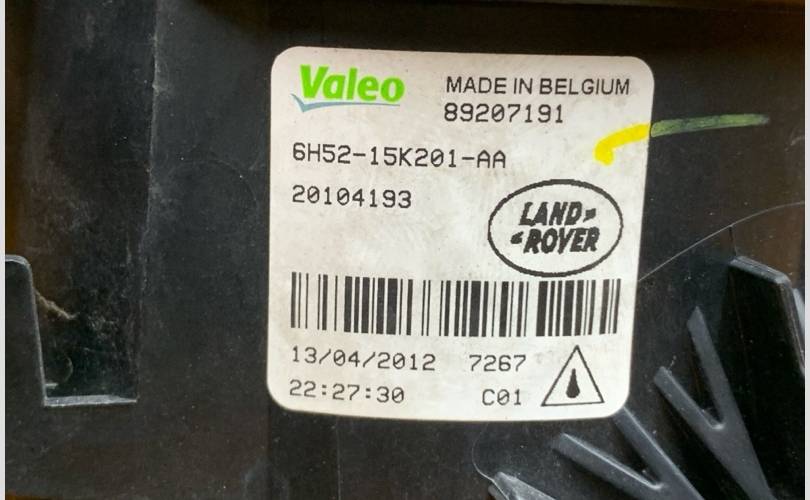 Valeo MADE IN BELGIUM
89207191
6H52-15K201-AA
20104193
LAND
ROVER
13/04/2012 7267
22:27:30 C01